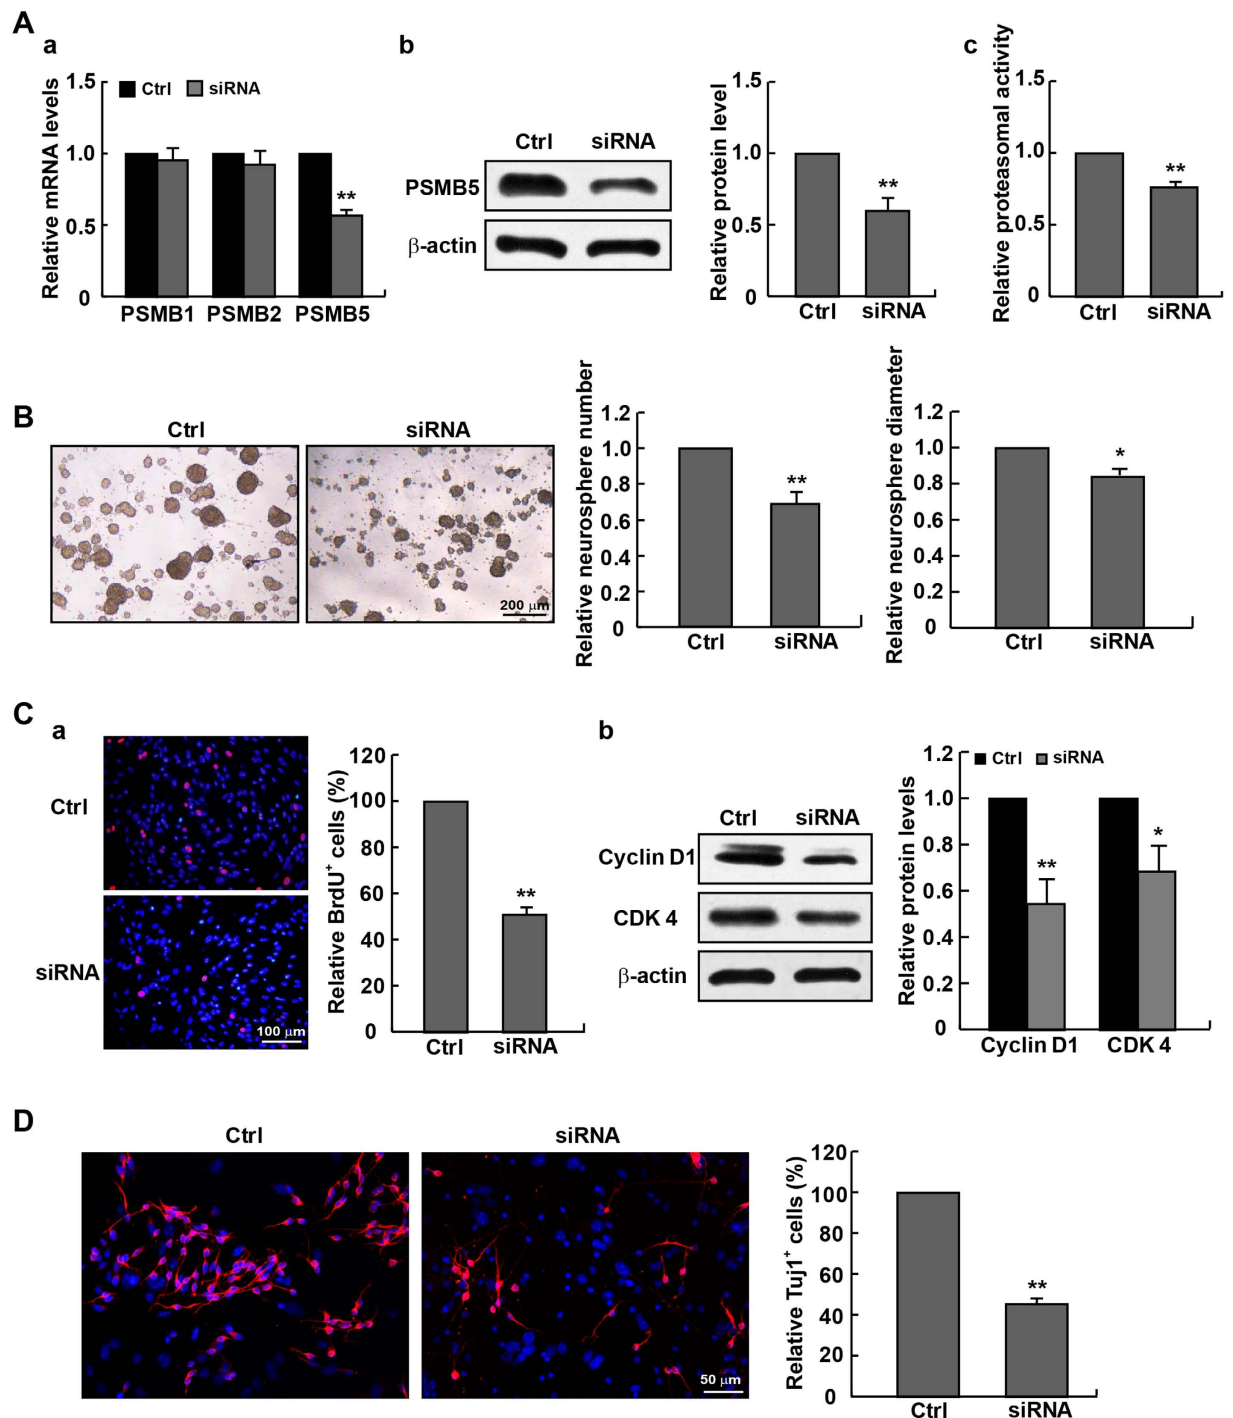 A
a
Relative mRNA levels
1.5
1.0
0.5
0
Ctrl siRNA
**
PSMB1 PSMB2 PSMB5
b
Ctrl siRNA
PSMB5
β-actin
Relative protein level
1.5
1.0
0.5
0
**
Ctrl siRNA
c
Relative proteasomal activity
1.5
1.0
0.5
0
**
Ctrl siRNA
B
Ctrl siRNA
200 μm
Relative neurosphere number
1.2
1.0
0.8
0.6
0.4
0.2
0
**
Ctrl siRNA
Relative neurosphere diameter
1.2
1.0
0.8
0.6
0.4
0.2
0
*
Ctrl siRNA
C
a
Ctrl
siRNA
100 μm
Relative BrdU⁺ cells (%)
120
100
80
60
40
20
0
**
Ctrl siRNA
b
Ctrl siRNA
Cyclin D1
CDK 4
β-actin
Relative protein levels
1.2
1.0
0.8
0.6
0.4
0.2
0
Ctrl siRNA
**
*
Cyclin D1 CDK 4
D
Ctrl siRNA
50 μm
Relative Tuj1⁺ cells (%)
120
100
80
60
40
20
0
**
Ctrl siRNA